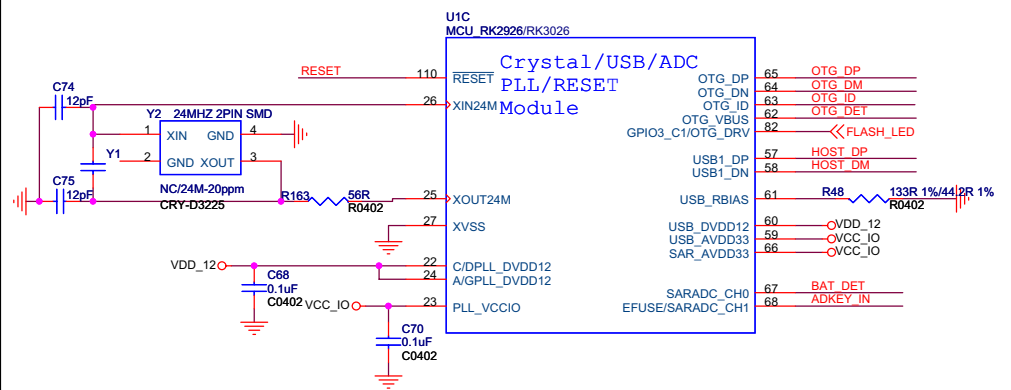 U1C
MCU_RK2926/RK3026
Crystal/USB/ADC
PLL/RESET
Module
RESET 110 RESET
26 XIN24M
C74
12pF
Y2 24MHZ 2PIN SMD
1 XIN GND 4
2 GND XOUT 3
Y1
C75
12pF
NC/24M-20ppm
CRY-D3225
R163 56R
R0402
25 XOUT24M
27 XVSS
VDD_12 22 C/DPLL_DVDD12
24 A/GPLL_DVDD12
C68
0.1uF
C0402
VCC_IO 23 PLL_VCCIO
C70
0.1uF
C0402
OTG_DP 65 OTG_DP
OTG_DN 64 OTG_DM
OTG_ID 63 OTG_ID
OTG_VBUS 62 OTG_DET
GPIO3_C1/OTG_DRV 82 FLASH_LED
USB1_DP 57 HOST_DP
USB1_DN 58 HOST_DM
USB_RBIAS 61 R48 133R 1%/44.2R 1%
R0402
USB_DVDD12 60 VDD_12
USB_AVDD33 59 VCC_IO
SAR_AVDD33 66 VCC_IO
SARADC_CH0 67 BAT_DET
EFUSE/SARADC_CH1 68 ADKEY_IN